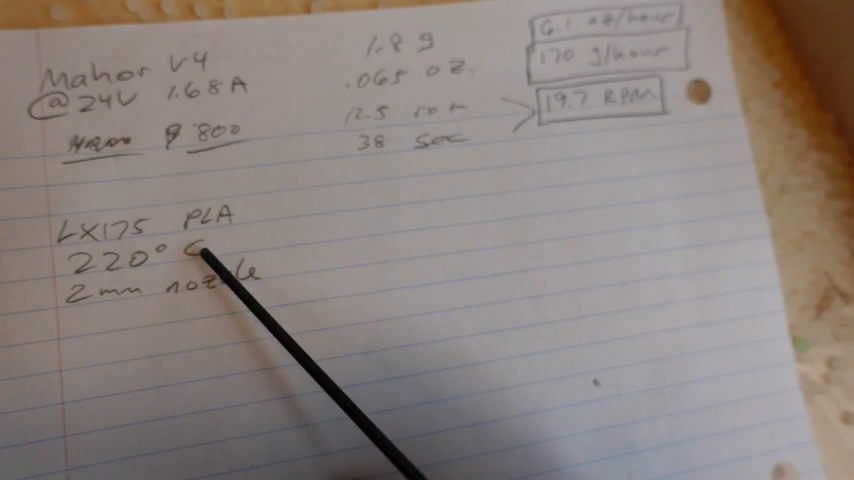 Mahor V4
@ 24V 1.68A
$800
1.8 g
.065 oz.
12.5 rot
38 sec
6.1 oz/hour
170 g/hour
19.7 RPM
LX175 PLA
220° C
2mm nozzle